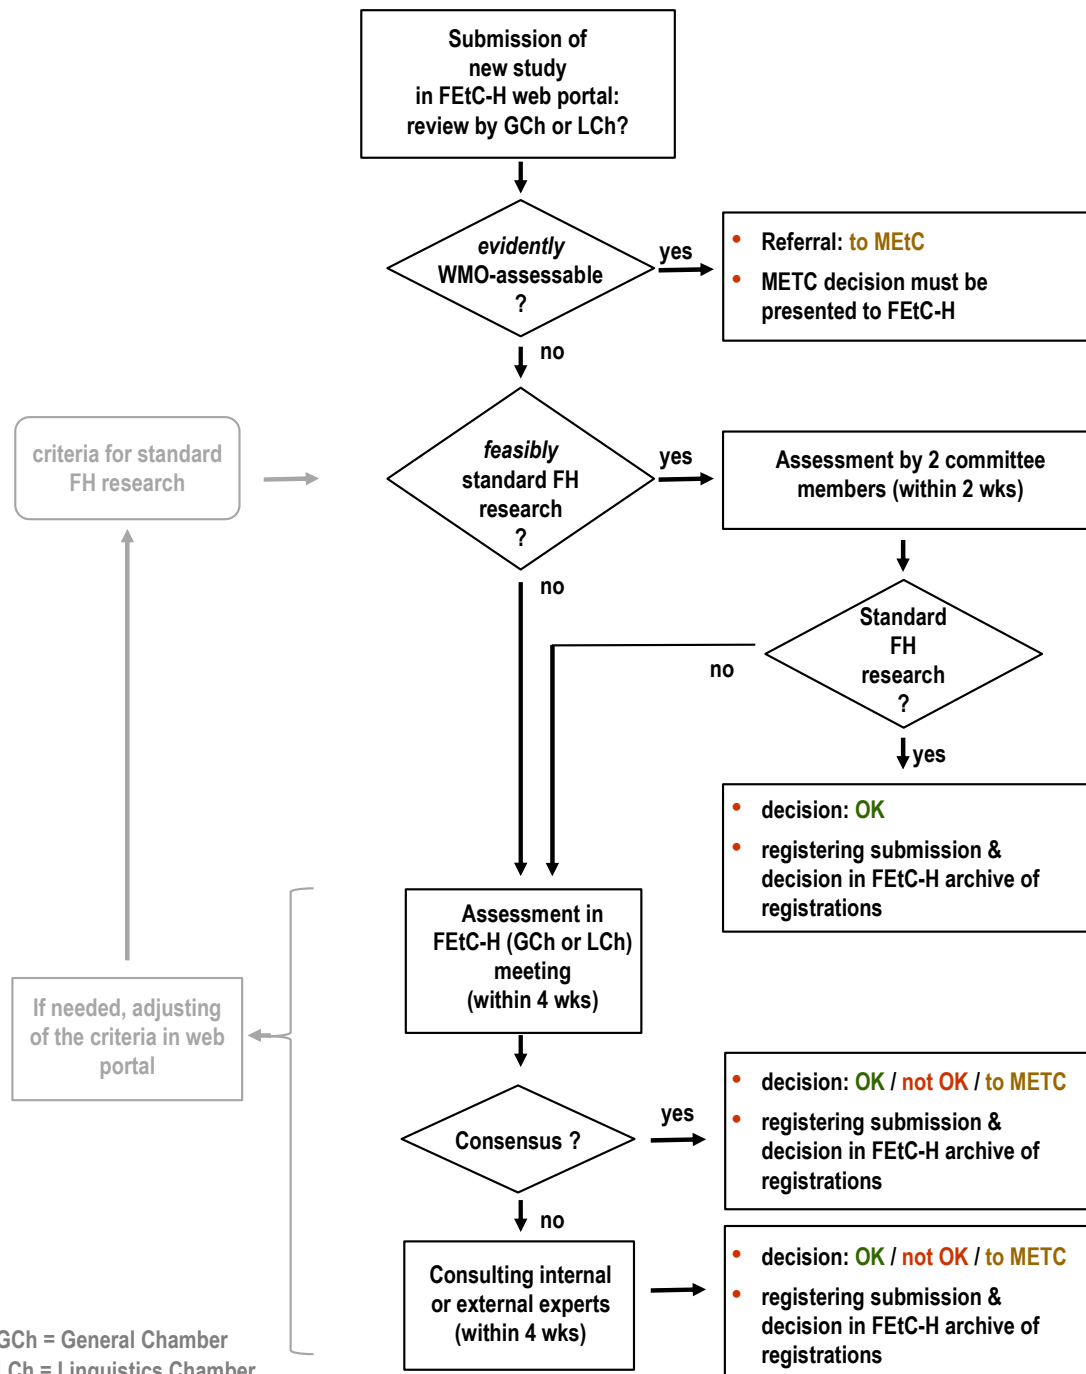 Submission of
new study
in FEtC-H web portal:
review by GCh or LCh?
evidently
WMO-assessable
?
yes
• Referral: to MEtC
• METC decision must be
presented to FEtC-H
no
criteria for standard
FH research
feasibly
standard FH
research
?
yes
Assessment by 2 committee
members (within 2 wks)
no
Standard
FH
research
?
no
yes
• decision: OK
• registering submission &
decision in FEtC-H archive of
registrations
Assessment in
FEtC-H (GCh or LCh)
meeting
(within 4 wks)
If needed, adjusting
of the criteria in web
portal
Consensus ?
yes
• decision: OK / not OK / to METC
• registering submission &
decision in FEtC-H archive of
registrations
no
Consulting internal
or external experts
(within 4 wks)
• decision: OK / not OK / to METC
• registering submission &
decision in FEtC-H archive of
registrations
GCh = General Chamber
LCh = Linguistics Chamber